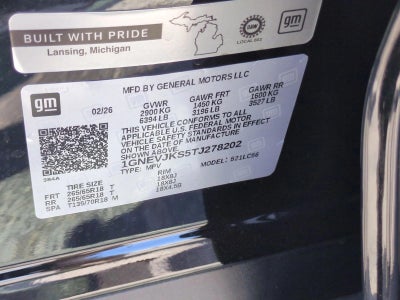 BUILT WITH PRIDE
Lansing, Michigan
UAW
gm
MFD BY GENERAL MOTORS LLC
gm
02/26
GVWR
2900 KG
6394 LB
GAWR FRT
1450 KG
3196 LB
GAWR RR
1600 KG
3527 LB
THIS VEHICLE CONFORMS TO ALL
APPLICABLE U.S. FEDERAL MOTOR
VEHICLE SAFETY STANDARDS IN
EFFECT ON THE DATE OF
MANUFACTURE SHOWN ABOVE.
1GNEVJKS5TJ278202
TYPE: MPV
MODEL:
TIRE SIZE
RIM
FRT 265/65R18 T
18X8J
RR 265/65R18 T
18X8J
SPA T135/70R18 M
18X4.5B